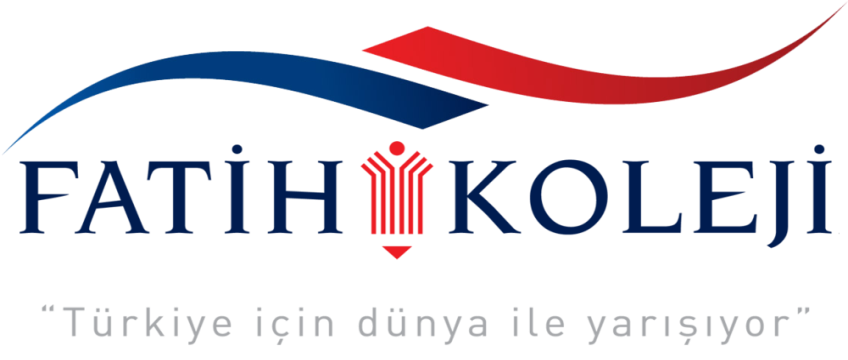 FATİH KOLEJİ
“Türkiye için dünya ile yarışıyor”